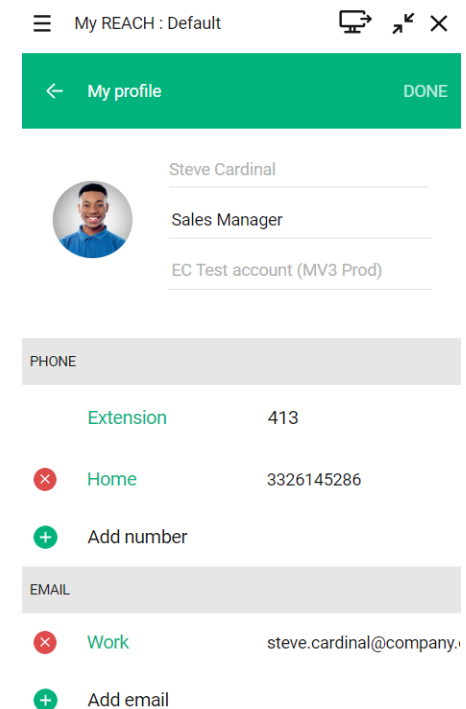 My REACH : Default
My profile
DONE
Steve Cardinal
Sales Manager
EC Test account (MV3 Prod)
PHONE
Extension 413
Home 3326145286
Add number
EMAIL
Work steve.cardinal@company.
Add email